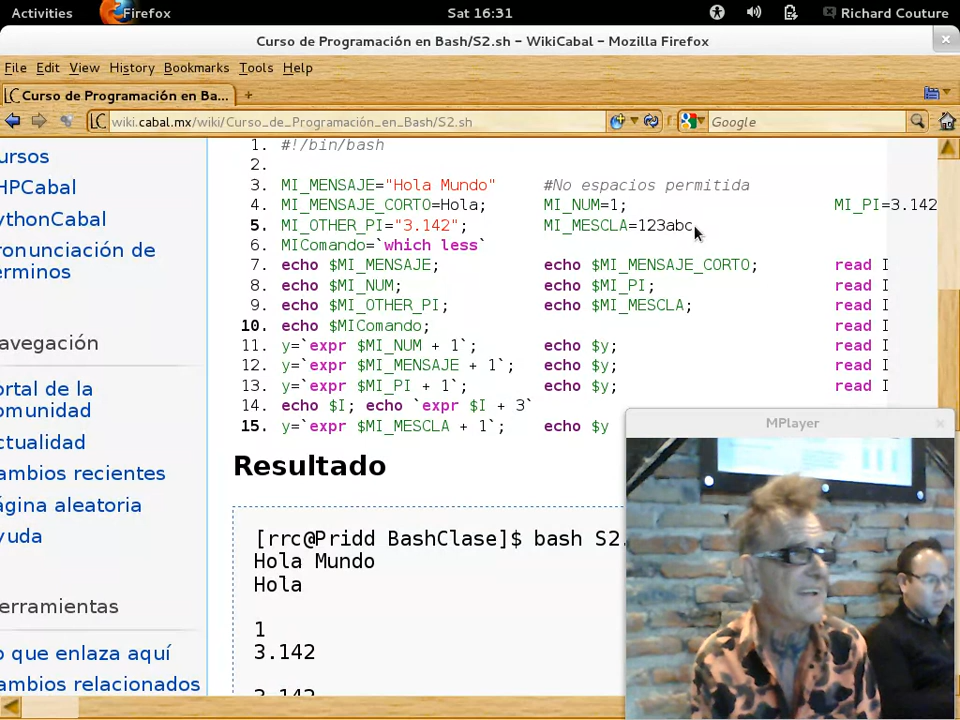 Activities Firefox Sat 16:31 Richard Couture
Curso de Programación en Bash/S2.sh - WikiCabal - Mozilla Firefox
File Edit View History Bookmarks Tools Help
Curso de Programación en Ba...
wiki.cabal.mx/wiki/Curso_de_Programación_en_Bash/S2.sh Google
ursos
HPCabal
ythonCabal
ronunciación de
érminos
avegación
ortal de la
omunidad
ctualidad
ambios recientes
ágina aleatoria
yuda
erramientas
o que enlaza aquí
ambios relacionados
1. #!/bin/bash
2.
3. MI_MENSAJE="Hola Mundo" #No espacios permitida
4. MI_MENSAJE_CORTO=Hola; MI_NUM=1; MI_PI=3.142
5. MI_OTHER_PI="3.142"; MI_MESCLA=123abc
6. MIComando=`which less`
7. echo $MI_MENSAJE; echo $MI_MENSAJE_CORTO; read I
8. echo $MI_NUM; echo $MI_PI; read I
9. echo $MI_OTHER_PI; echo $MI_MESCLA; read I
10. echo $MIComando; read I
11. y=`expr $MI_NUM + 1`; echo $y; read I
12. y=`expr $MI_MENSAJE + 1`; echo $y; read I
13. y=`expr $MI_PI + 1`; echo $y; read I
14. echo $I; echo `expr $I + 3`
15. y=`expr $MI_MESCLA + 1`; echo $y
Resultado
[rrc@Pridd BashClase]$ bash S2.
Hola Mundo
Hola
1
3.142
3.142
MPlayer